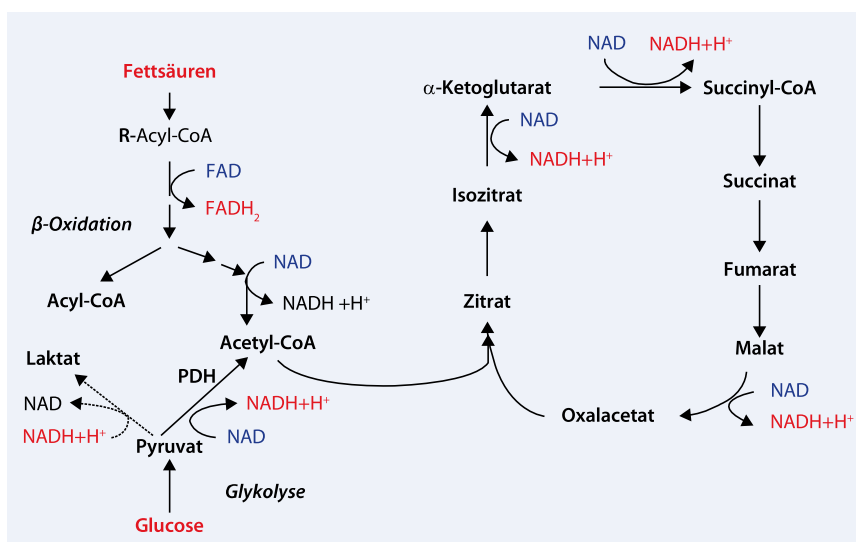 Fettsäuren
R-Acyl-CoA
FAD
FADH₂
β-Oxidation
NAD
Acyl-CoA
NADH +H⁺
Acetyl-CoA
Laktat
PDH
NAD
NADH+H⁺
NADH+H⁺
NAD
Pyruvat
Glykolyse
Glucose
NAD NADH+H⁺
α-Ketoglutarat
Succinyl-CoA
NAD
NADH+H⁺
Isozitrat
Succinat
Zitrat
Fumarat
Malat
NAD
Oxalacetat
NADH+H⁺